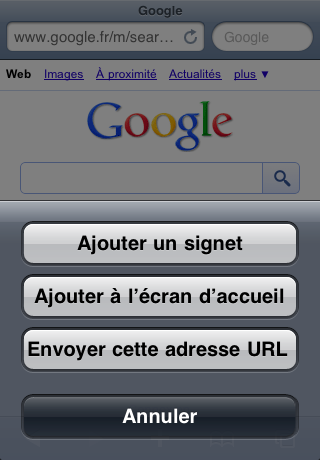 Google
www.google.fr/m/sear... Google
Web Images À proximité Actualités plus ▼
Google
Ajouter un signet
Ajouter à l'écran d'accueil
Envoyer cette adresse URL
Annuler